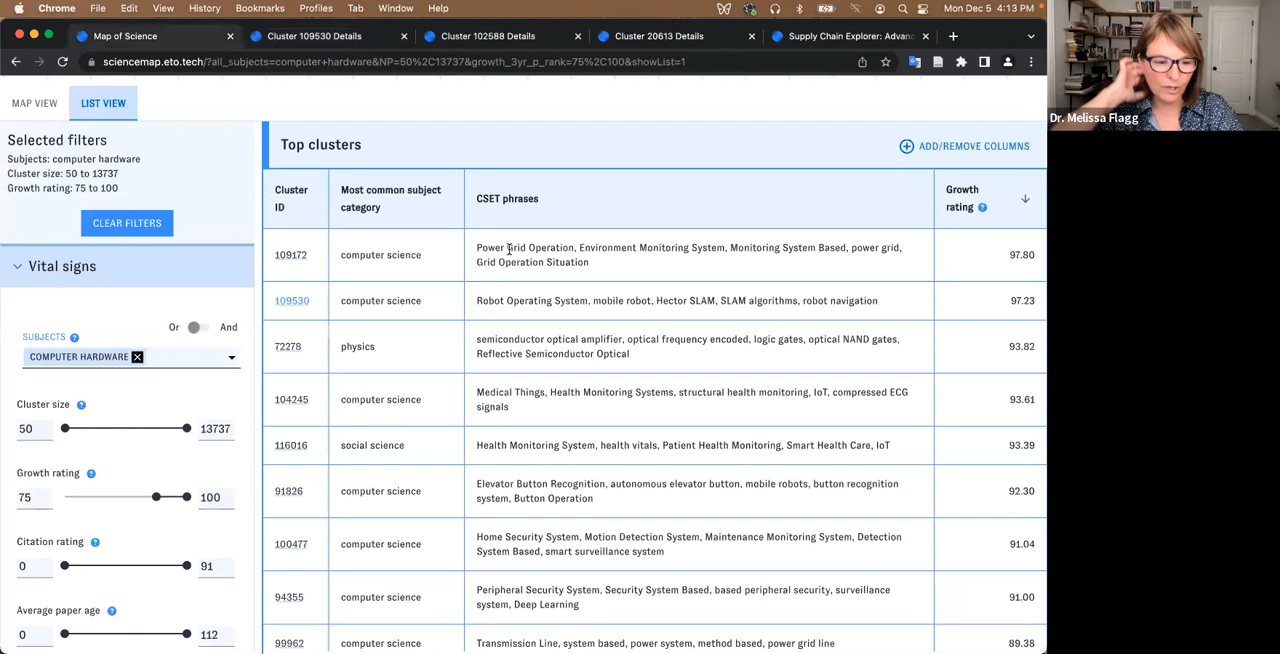 Chrome File Edit View History Bookmarks Profiles Tab Window Help Mon Dec 5 4:13 PM
Map of Science Cluster 109530 Details Cluster 102588 Details Cluster 20613 Details Supply Chain Explorer: Advanc
sciencemap.eto.tech/?all_subjects=computer+hardware&NP=50%2C13737&growth_3yr_p_rank=75%2C100&showList=1
Dr. Melissa Flagg
MAP VIEW LIST VIEW
Selected filters
Subjects: computer hardware
Cluster size: 50 to 13737
Growth rating: 75 to 100
CLEAR FILTERS
Vital signs
Or And
SUBJECTS ?
COMPUTER HARDWARE X
Cluster size ?
50 13737
Growth rating ?
75 100
Citation rating ?
0 91
Average paper age ?
0 112
Top clusters
ADD/REMOVE COLUMNS
Cluster ID Most common subject category CSET phrases Growth rating ?
109172 computer science Power Grid Operation, Environment Monitoring System, Monitoring System Based, power grid, 97.80
Grid Operation Situation
109530 computer science Robot Operating System, mobile robot, Hector SLAM, SLAM algorithms, robot navigation 97.23
72278 physics semiconductor optical amplifier, optical frequency encoded, logic gates, optical NAND gates, 93.82
Reflective Semiconductor Optical
104245 computer science Medical Things, Health Monitoring Systems, structural health monitoring, IoT, compressed ECG 93.61
signals
116016 social science Health Monitoring System, health vitals, Patient Health Monitoring, Smart Health Care, IoT 93.39
91826 computer science Elevator Button Recognition, autonomous elevator button, mobile robots, button recognition 92.30
system, Button Operation
100477 computer science Home Security System, Motion Detection System, Maintenance Monitoring System, Detection 91.04
System Based, smart surveillance system
94355 computer science Peripheral Security System, Security System Based, based peripheral security, surveillance 91.00
system, Deep Learning
99962 computer science Transmission Line, system based, power system, method based, power grid line 89.38